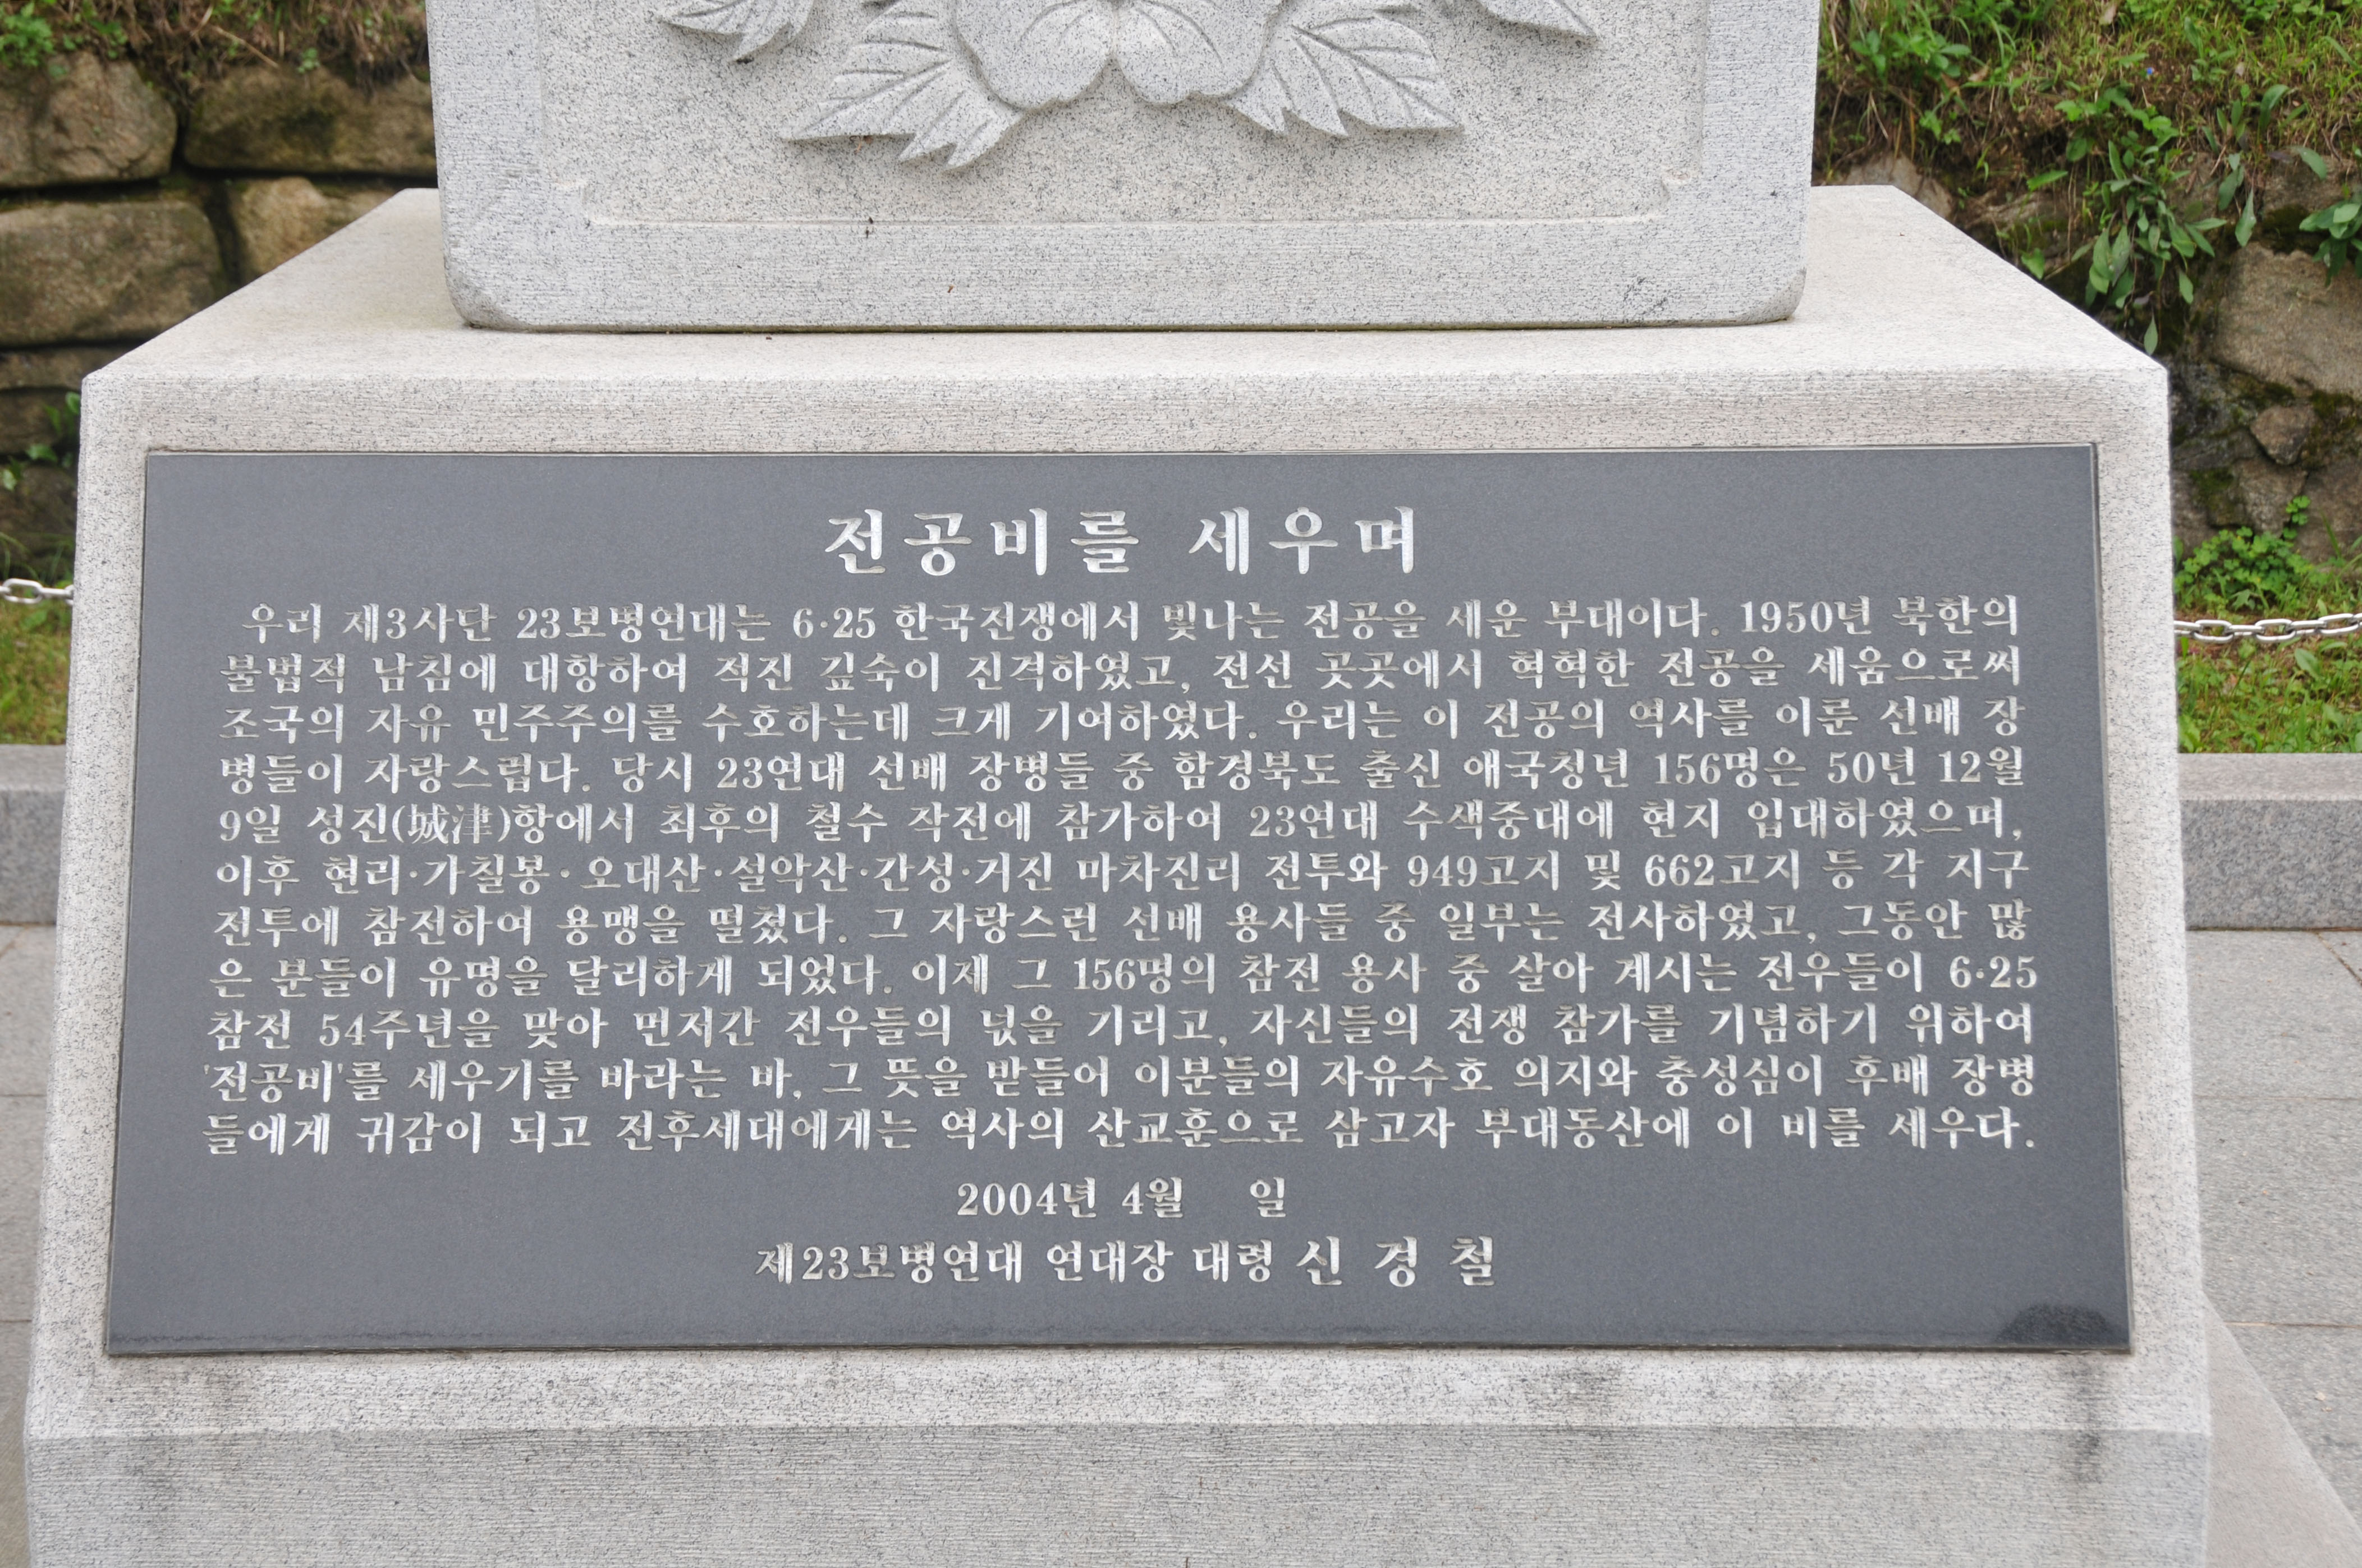 전공비를 세우며
우리 제3사단 23보병연대는 6·25 한국전쟁에서 빛나는 전공을 세운 부대이다. 1950년 북한의
불법적 남침에 대항하여 적진 깊숙이 진격하였고, 전선 곳곳에서 혁혁한 전공을 세움으로써
조국의 자유 민주주의를 수호하는데 크게 기여하였다. 우리는 이 전공의 역사를 이룬 선배 장
병들이 자랑스럽다. 당시 23연대 선배 장병들 중 함경북도 출신 애국청년 156명은 50년 12월
9일 성진(城津)항에서 최후의 철수 작전에 참가하여 23연대 수색중대에 현지 입대하였으며,
이후 현리·가칠봉·오대산·설악산·간성·거진 마차진리 전투와 949고지 및 662고지 등 각 지구
전투에 참전하여 용맹을 떨쳤다. 그 자랑스런 선배 용사들 중 일부는 전사하였고, 그동안 많
은 분들이 유명을 달리하게 되었다. 이제 그 156명의 참전 용사 중 살아 계시는 전우들이 6·25
참전 54주년을 맞아 먼저간 전우들의 넋을 기리고, 자신들의 전쟁 참가를 기념하기 위하여
'전공비'를 세우기를 바라는 바, 그 뜻을 받들어 이분들의 자유수호 의지와 충성심이 후배 장병
들에게 귀감이 되고 전후세대에게는 역사의 산교훈으로 삼고자 부대동산에 이 비를 세우다.
2004년 4월 일
제23보병연대 연대장 대령 신 경 철